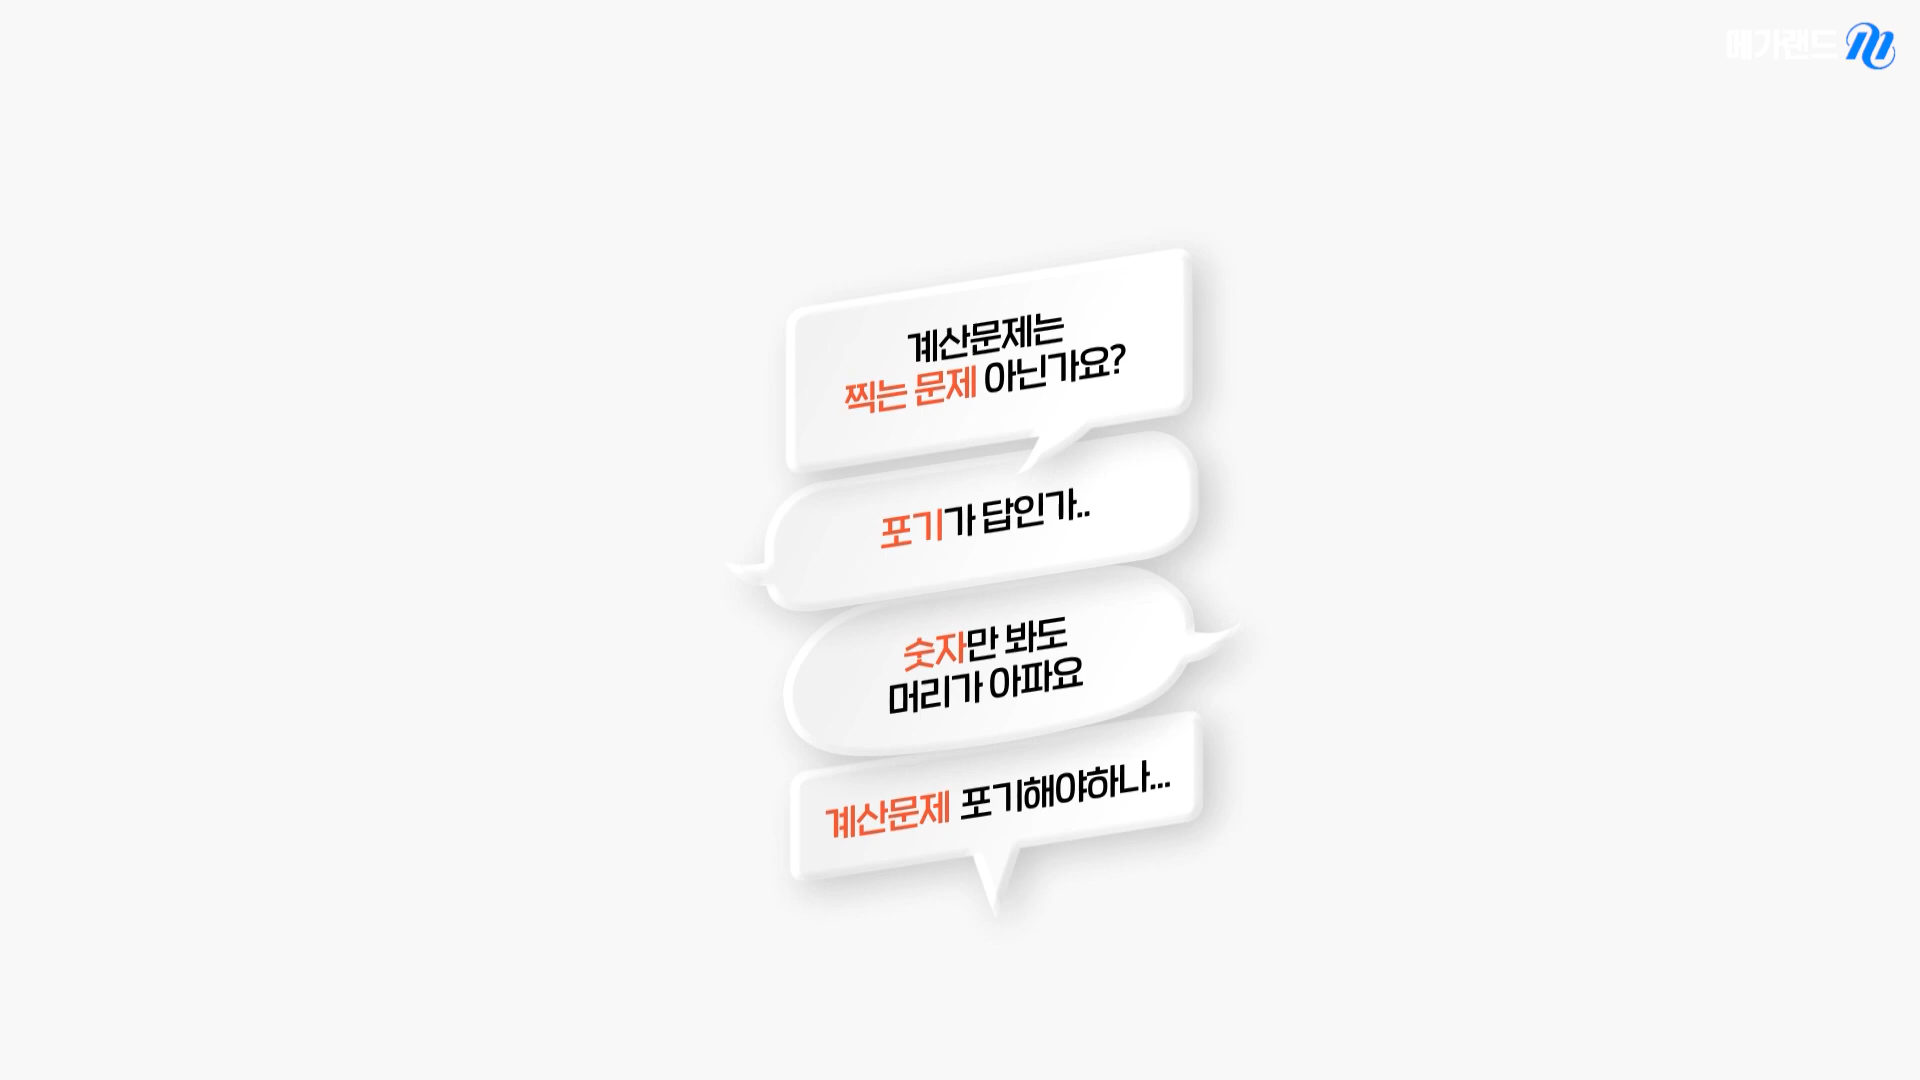 메가랜드
계산문제는
찍는 문제 아닌가요?
포기가 답인가..
숫자만 봐도
머리가 아파요
계산문제 포기해야하나...